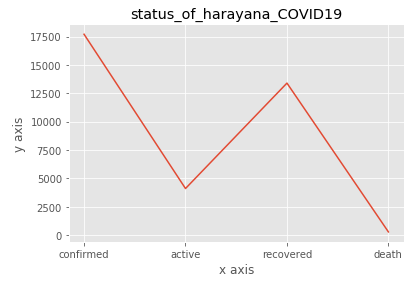 status_of_harayana_COVID19
17500
15000
12500
10000
7500
5000
2500
0
y axis
confirmed active recovered death
x axis